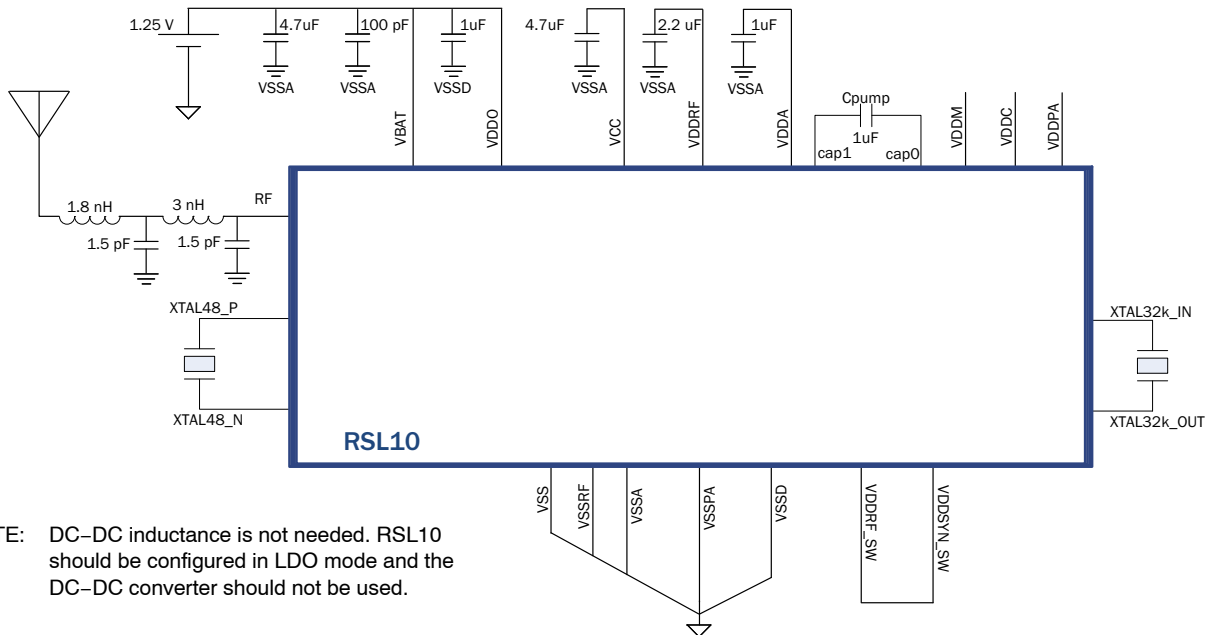 1.25 V
4.7uF
100 pF
1uF
4.7uF
2.2 uF
1uF
VSSA
VSSA
VSSD
VSSA
VSSA
VSSA
Cpump
1uF
cap1
cap0
VBAT
VDDO
VCC
VDDRF
VDDA
VDDM
VDDC
VDDPA
1.8 nH
3 nH
RF
1.5 pF
1.5 pF
XTAL48_P
XTAL48_N
XTAL32k_IN
XTAL32k_OUT
RSL10
VSS
VSSRF
VSSA
VSSPA
VSSD
VDDRF_SW
VDDSYN_SW
TE: DC−DC inductance is not needed. RSL10
should be configured in LDO mode and the
DC−DC converter should not be used.